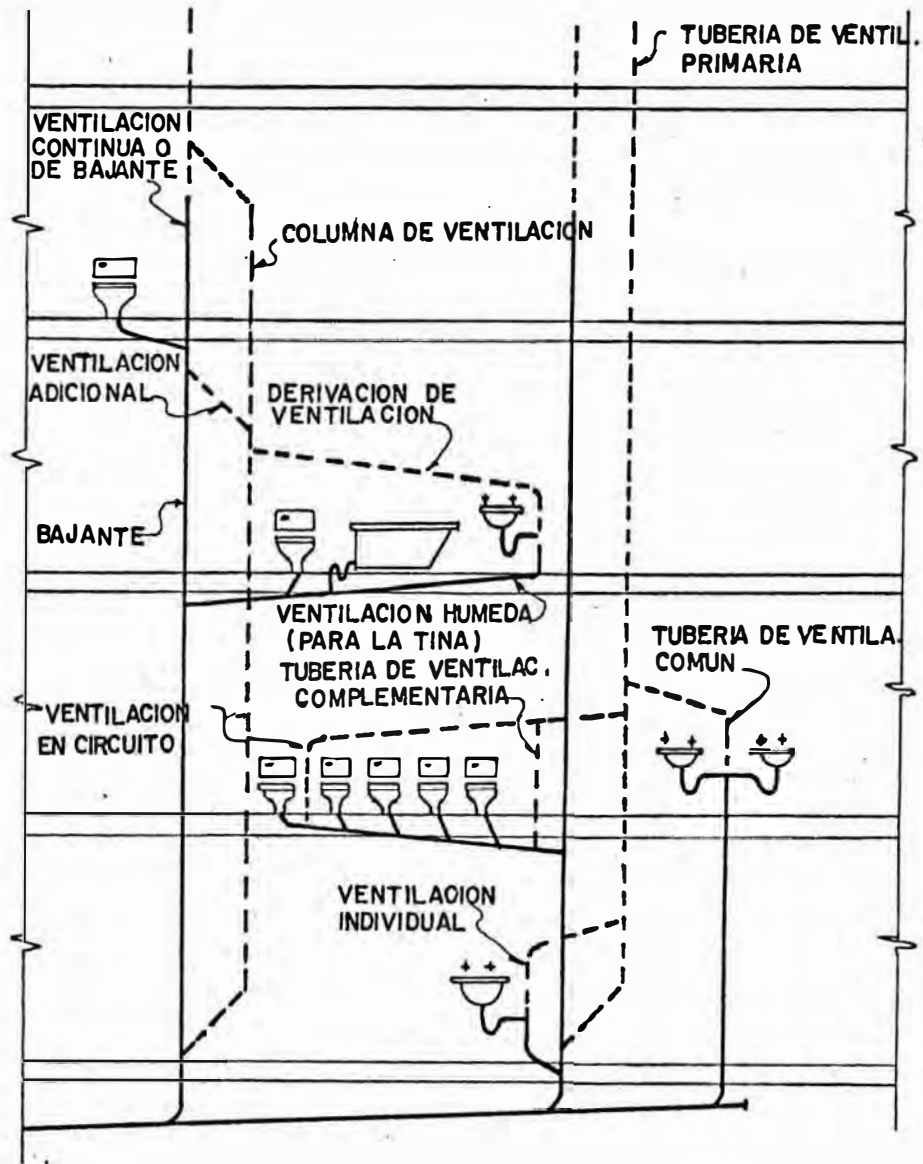 TUBERIA DE VENTIL.
PRIMARIA
VENTILACION
CONTINUA O
DE BAJANTE
COLUMNA DE VENTILACION
VENTILACION
ADICIONAL
DERIVACION DE
VENTILACION
BAJANTE
VENTILACION HUMEDA
(PARA LA TINA)
TUBERIA DE VENTILAC.
COMPLEMENTARIA
TUBERIA DE VENTILA.
COMUN
VENTILACION
EN CIRCUITO
VENTILACION
INDIVIDUAL